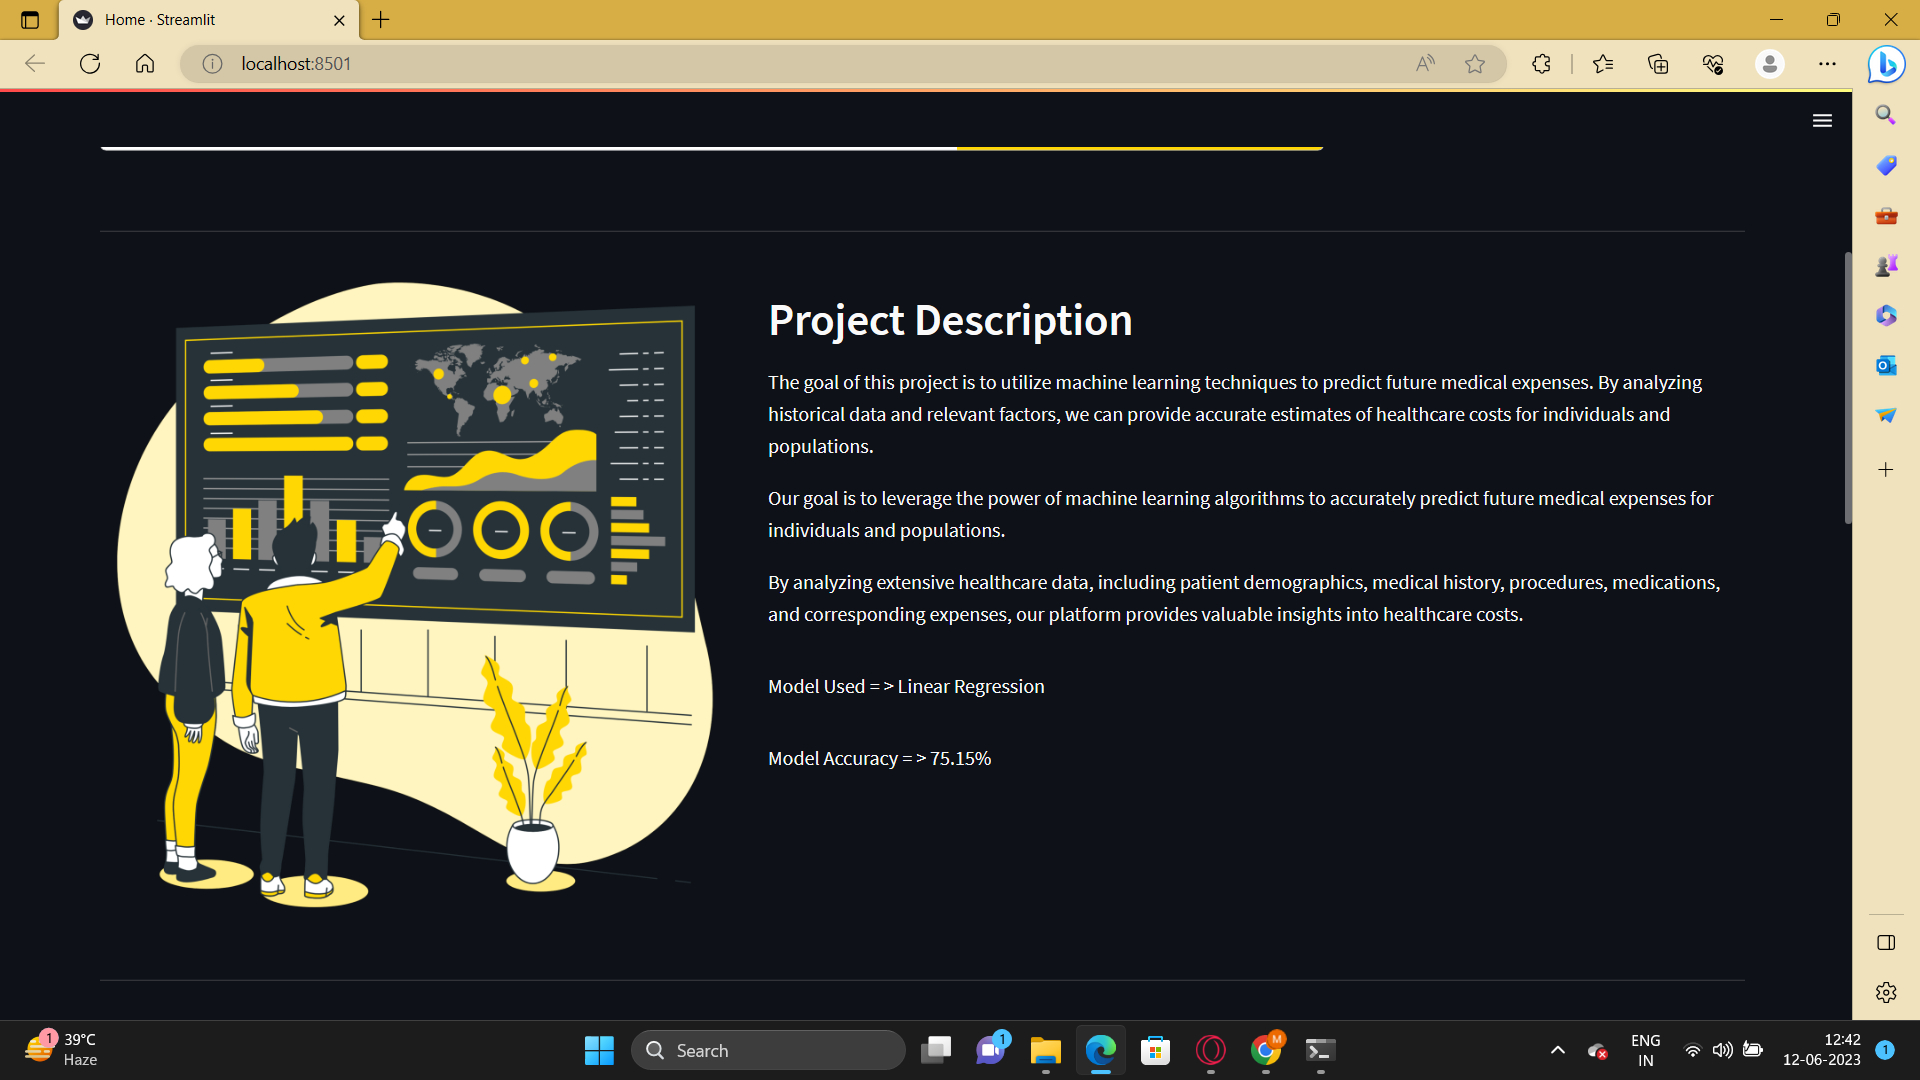 Home · Streamlit
localhost:8501
Project Description
The goal of this project is to utilize machine learning techniques to predict future medical expenses. By analyzing
historical data and relevant factors, we can provide accurate estimates of healthcare costs for individuals and
populations.
Our goal is to leverage the power of machine learning algorithms to accurately predict future medical expenses for
individuals and populations.
By analyzing extensive healthcare data, including patient demographics, medical history, procedures, medications,
and corresponding expenses, our platform provides valuable insights into healthcare costs.
Model Used => Linear Regression
Model Accuracy => 75.15%
1
39°C
Haze
Search
1
M
ENG
IN
12:42
12-06-2023
1